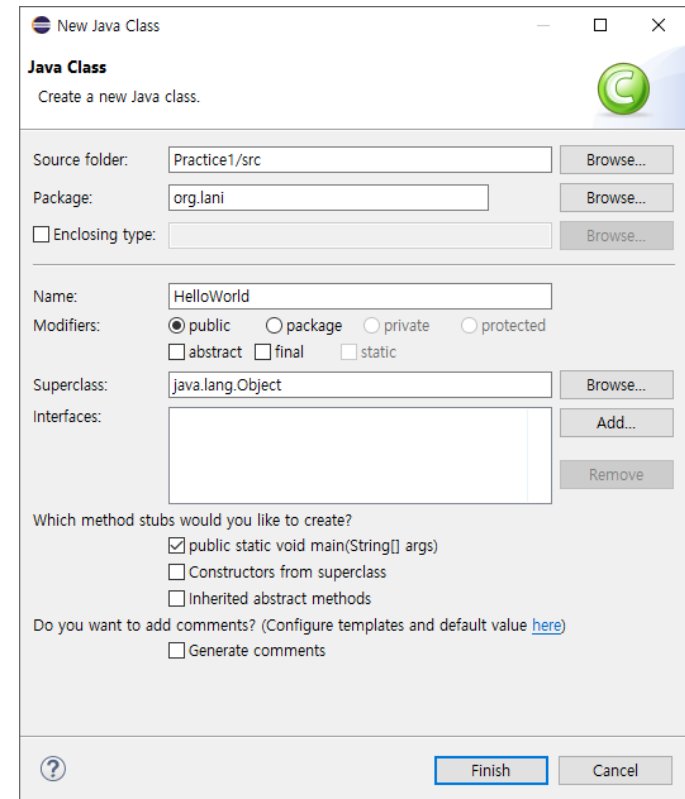 New Java Class
Java Class
Create a new Java class.
Source folder: Practice1/src Browse...
Package: org.lani Browse...
Enclosing type: Browse...
Name: HelloWorld
Modifiers: public package private protected
abstract final static
Superclass: java.lang.Object Browse...
Interfaces: Add...
Remove
Which method stubs would you like to create?
public static void main(String[] args)
Constructors from superclass
Inherited abstract methods
Do you want to add comments? (Configure templates and default value here)
Generate comments
? Finish Cancel